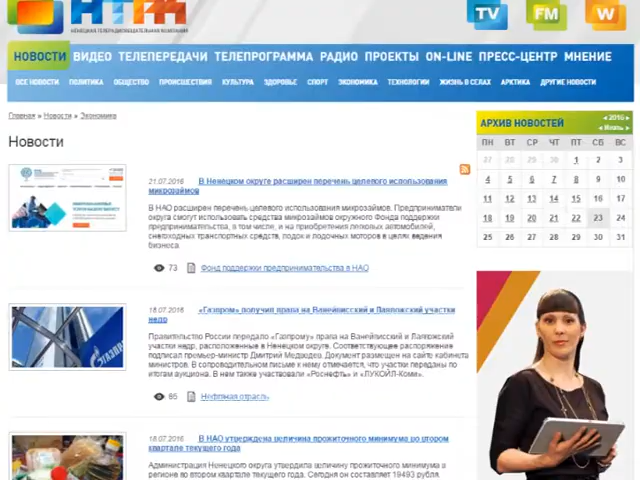 НТРК
НЕНЕЦКАЯ ТЕЛЕРАДИОВЕЩАТЕЛЬНАЯ КОМПАНИЯ
TV FM W
НОВОСТИ ВИДЕО ТЕЛЕПЕРЕДАЧИ ТЕЛЕПРОГРАММА РАДИО ПРОЕКТЫ ON-LINE ПРЕСС-ЦЕНТР МНЕНИЕ
ВСЕ НОВОСТИ ПОЛИТИКА ОБЩЕСТВО ПРОИСШЕСТВИЯ КУЛЬТУРА ЗДОРОВЬЕ СПОРТ ЭКОНОМИКА ТЕХНОЛОГИИ ЖИЗНЬ В СЕЛАХ АРКТИКА ДРУГИЕ НОВОСТИ
Главная » Новости » Экономика
Новости
21.07.2016 В Ненецком округе расширен перечень целевого использования
микрозаймов
В НАО расширен перечень целевого использования микрозаймов. Предприниматели
округа смогут использовать средства микрозаймов окружного Фонда поддержки
предпринимательства, в том числе, и на приобретения легковых автомобилей,
снегоходных транспортных средств, лодок и лодочных моторов в целях ведения
бизнеса
73 Фонд поддержки предпринимательства в НАО
18.07.2016 «Газпром» получил права на Ванейвисский и Лаявожский участки
недр
Правительство России передало «Газпрому» права на Ванейвисский и Лаявожский
участки недр, расположенные в Ненецком округе. Соответствующее распоряжение
подписал премьер-министр Дмитрий Медведев. Документ размещен на сайте кабинета
министров. В сопроводительном письме к нему отмечается, что участки переданы по
итогам аукциона. В нем также участвовали «Роснефть» и «ЛУКОЙЛ-Коми».
85 Нефтяная отрасль
18.07.2016 В НАО утверждена величина прожиточного минимума во втором
квартале текущего года
Администрация Ненецкого округа утвердила величину прожиточного минимума в
регионе во втором квартале текущего года. Сегодня он составляет 19493 рубля.
АРХИВ НОВОСТЕЙ
◄ 2016 ►
◄ Июль ►
ПН ВТ СР ЧТ ПТ СБ ВС
27 28 29 30 1 2 3
4 5 6 7 8 9 10
11 12 13 14 15 16 17
18 19 20 21 22 23 24
25 26 27 28 29 30 31